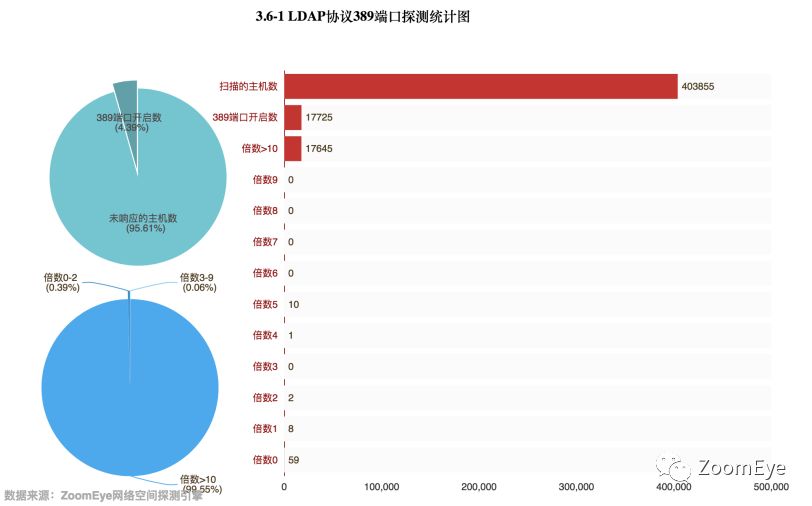 3.6-1 LDAP协议389端口探测统计图
389端口开启数
(4.39%)
未响应的主机数
(95.61%)
倍数0-2
(0.39%)
倍数3-9
(0.06%)
倍数>10
(99.55%)
扫描的主机数 403855
389端口开启数 17725
倍数>10 17645
倍数9 0
倍数8 0
倍数7 0
倍数6 0
倍数5 10
倍数4 1
倍数3 0
倍数2 2
倍数1 8
倍数0 59
0 100,000 200,000 300,000 400,000 500,000
数据来源：ZoomEye网络空间探测引擎
ZoomEye